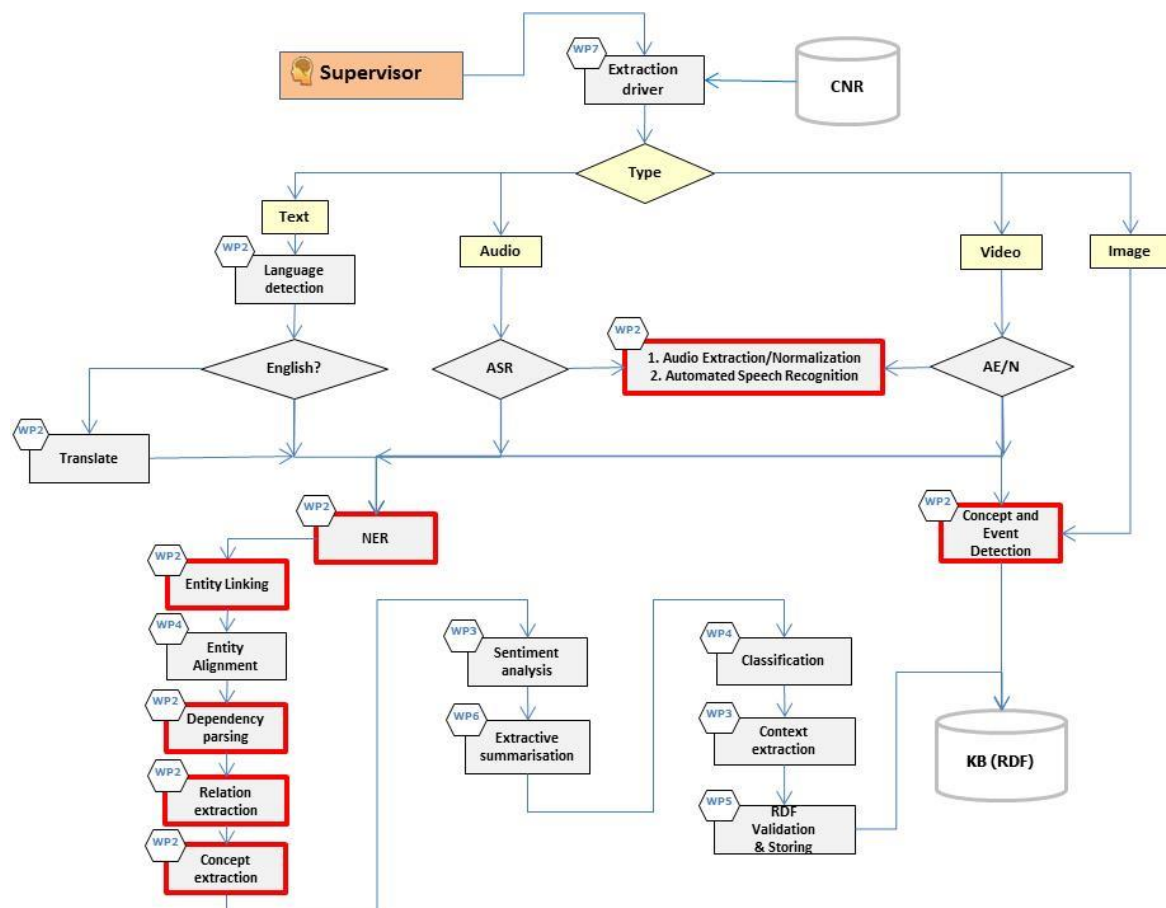 Supervisor
WP7
Extraction
driver
CNR
Type
Text
Audio
Video
Image
WP2
Language
detection
English?
ASR
WP2
1. Audio Extraction/Normalization
2. Automated Speech Recognition
AE/N
WP2
Translate
WP2
NER
WP2
Concept and
Event
Detection
WP2
Entity Linking
WP4
Entity
Alignment
WP3
Sentiment
analysis
WP4
Classification
WP2
Dependency
parsing
WP6
Extractive
summarisation
WP3
Context
extraction
KB (RDF)
WP2
Relation
extraction
WP5
RDF
Validation
& Storing
WP2
Concept
extraction